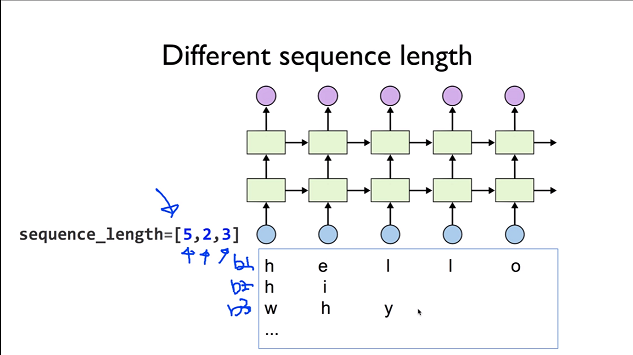 Different sequence length
sequence_length=[5,2,3]
b1 h e l l o
b2 h i
b3 w h y
...